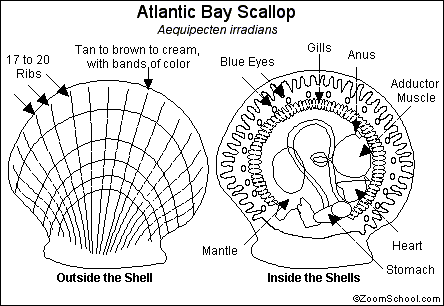 Atlantic Bay Scallop
Aequipecten irradians
17 to 20
Ribs
Tan to brown to cream,
with bands of color
Blue Eyes
Gills
Anus
Adductor
Muscle
Mantle
Heart
Stomach
Outside the Shell
Inside the Shells
©ZoomSchool.com